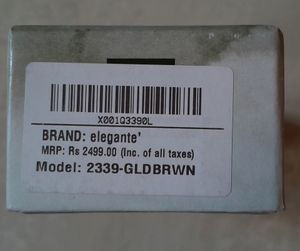 X001Q3390L
BRAND: elegante'
MRP: Rs 2499.00 (Inc. of all taxes)
Model: 2339-GLDBRWN